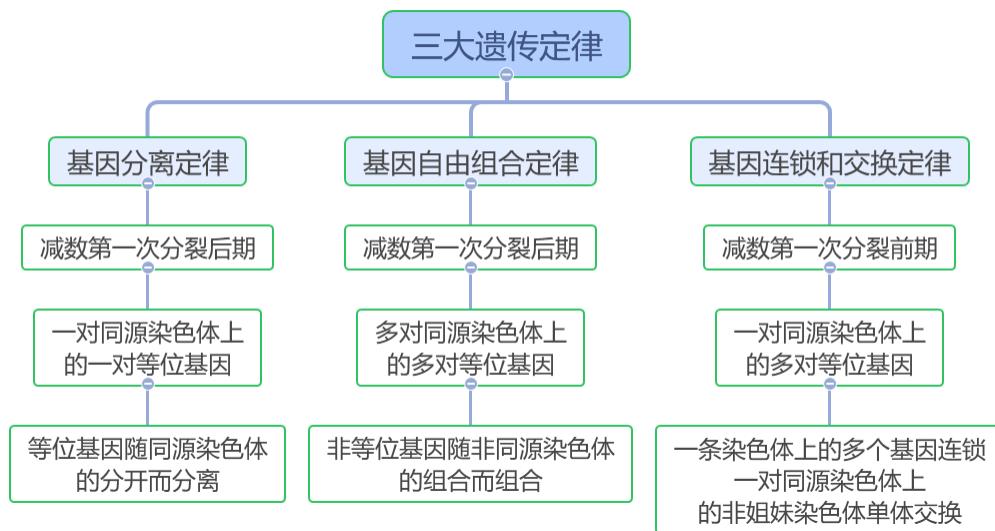 三大遗传定律
基因分离定律
基因自由组合定律
基因连锁和交换定律
减数第一次分裂后期
减数第一次分裂后期
减数第一次分裂前期
一对同源染色体上
的一对等位基因
多对同源染色体上
的多对等位基因
一对同源染色体上
的多对等位基因
等位基因随同源染色体
的分开而分离
非等位基因随非同源染色体
的组合而组合
一条染色体上的多个基因连锁
一对同源染色体上
的非姐妹染色体单体交换